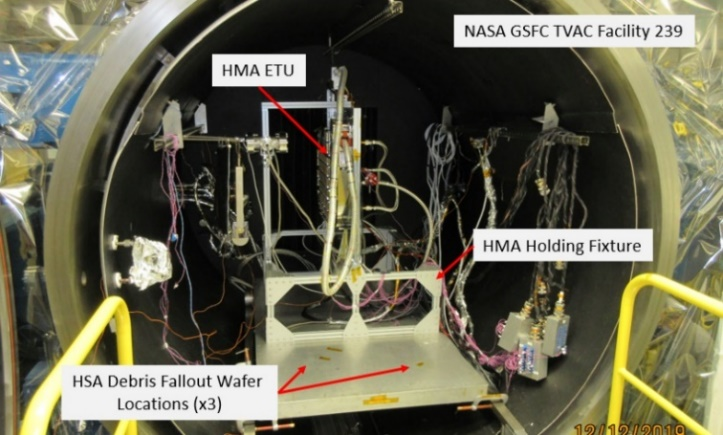 NASA GSFC TVAC Facility 239
HMA ETU
HMA Holding Fixture
HSA Debris Fallout Wafer
Locations (x3)
12/12/2019